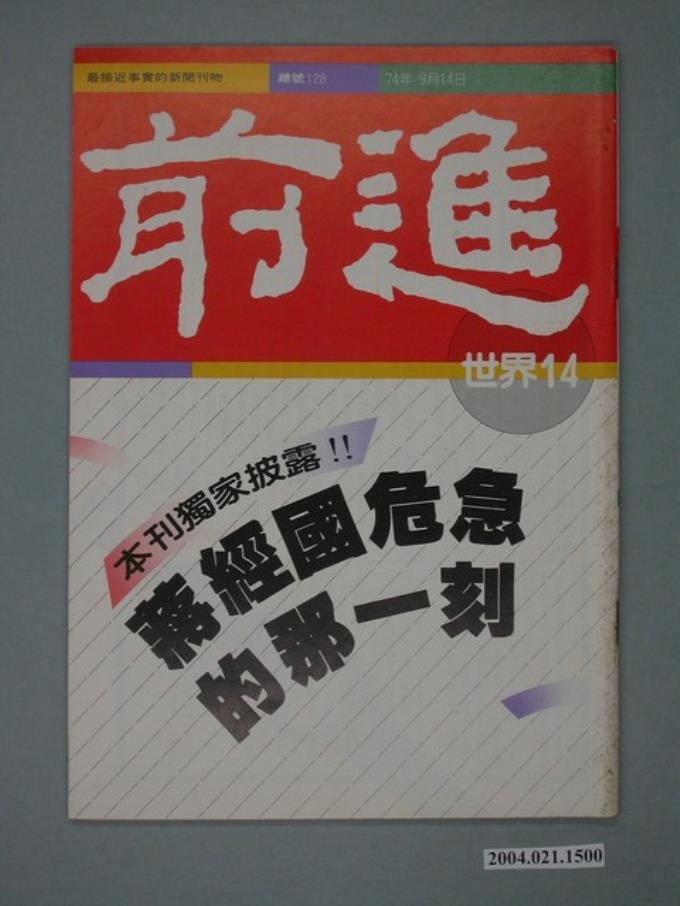 最接近事實的新聞刊物 總號128 74年 9月14日
前進
世界14
本刊獨家披露!!
蔣經國危急
的那一刻
2004.021.1500